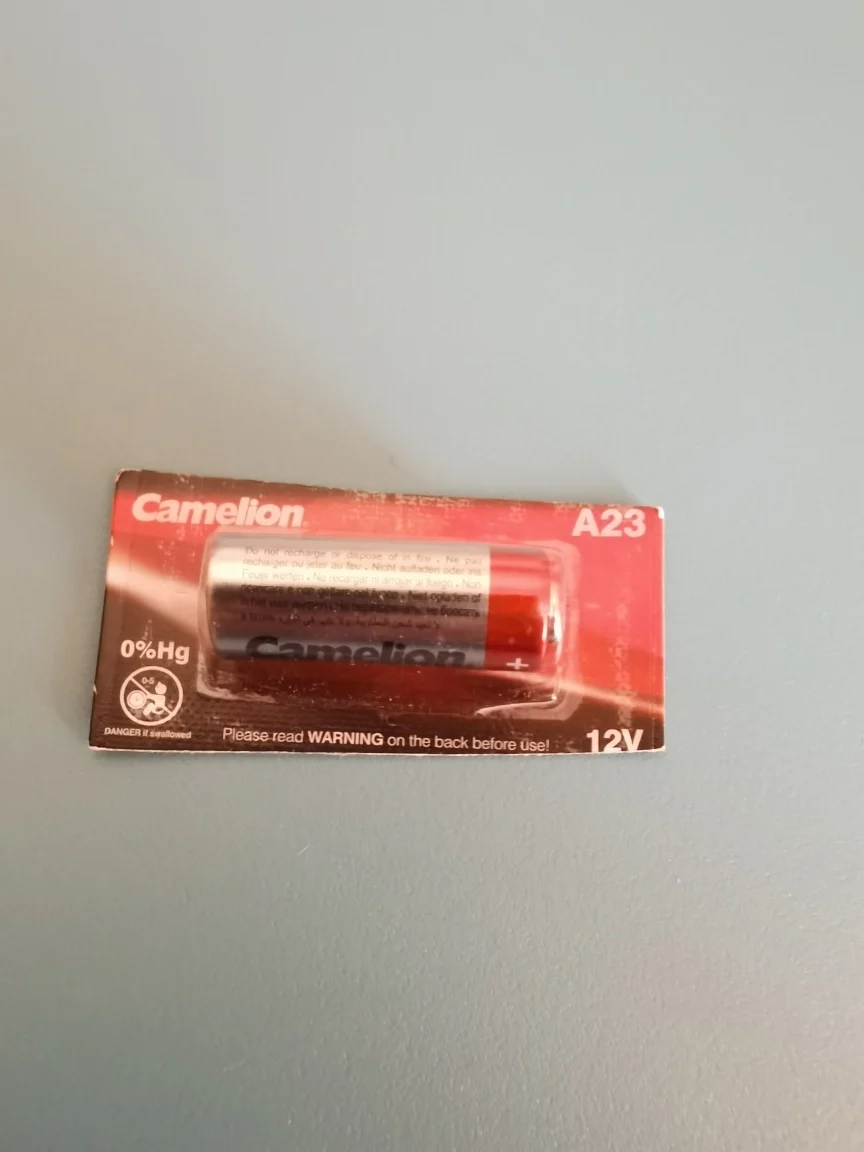 Camelion
A23
Do not recharge or dispose of in fire . Ne pas
recharger ou jeter au feu . Nicht aufladen oder ins
Feuer werfen . No recargar ni arrojar al fuego . Non
Camelion
+
0%Hg
0-5
DANGER if swallowed
Please read WARNING on the back before use!
12V